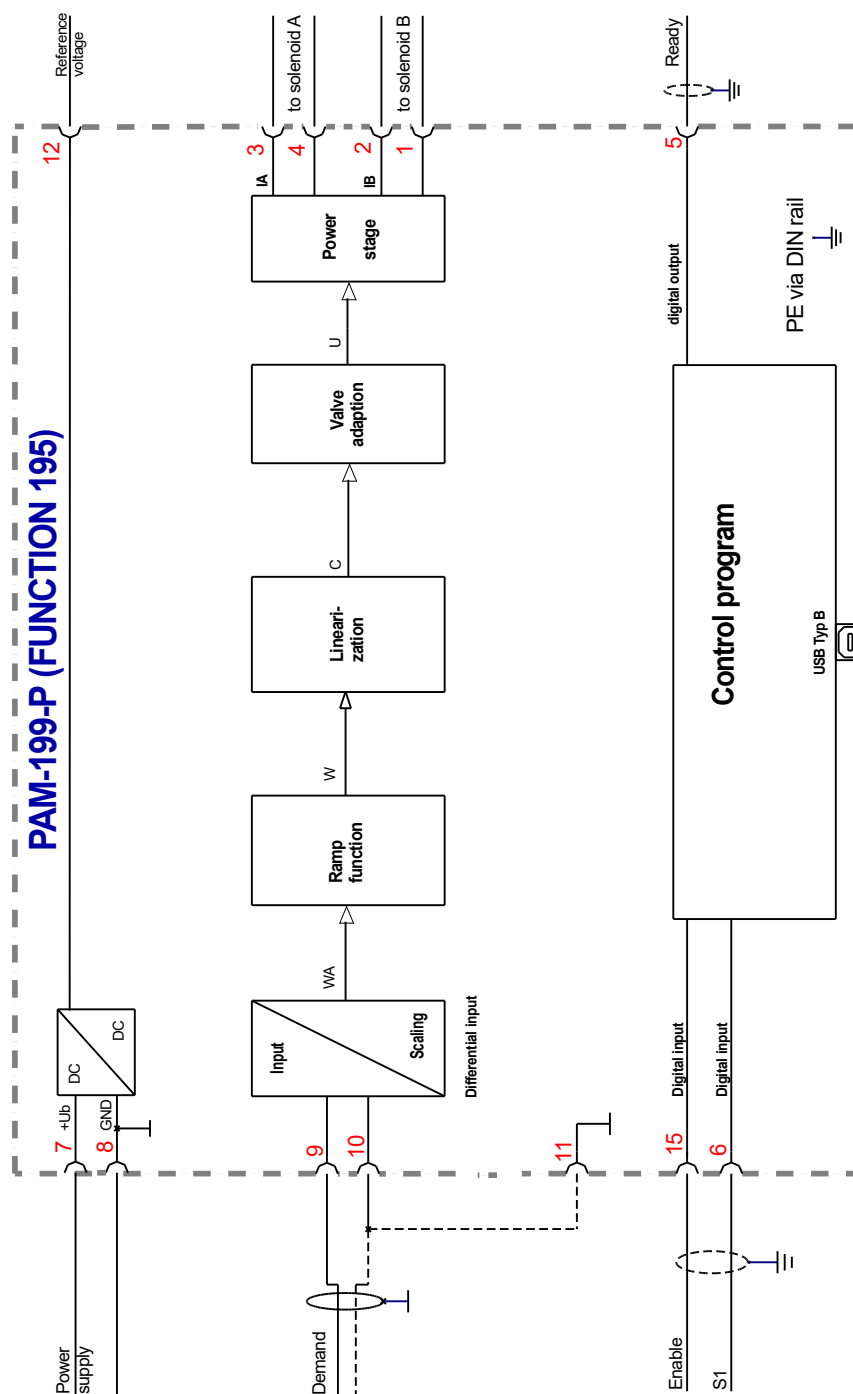 PAM-199-P (FUNCTION 195)
Power
supply
7
+Ub
8
GND
DC
DC
12
Reference
voltage
Demand
9
10
11
Input
Scaling
Differential input
WA
Ramp
function
W
Lineari-
zation
C
Valve
adaption
U
Power
stage
IA
IB
3
4
2
1
to solenoid A
to solenoid B
Enable
S1
15
6
Digital input
Digital input
Control program
USB Typ B
digital output
5
Ready
PE via DIN rail